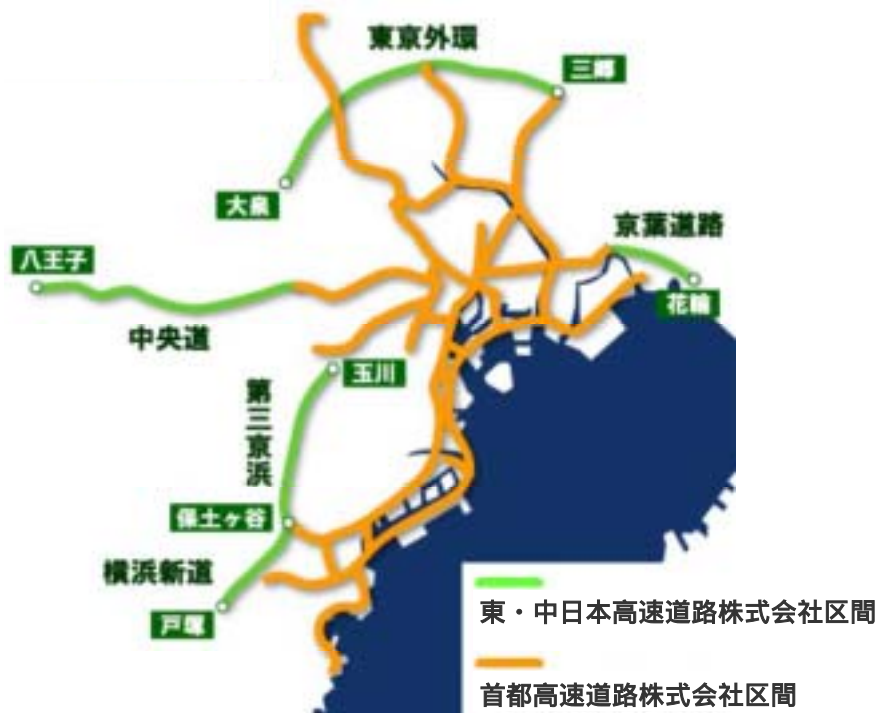 東京外環
三郷
大泉
京葉道路
八王子
花輪
中央道
玉川
第三京浜
保土ヶ谷
横浜新道
戸塚
東・中日本高速道路株式会社区間
首都高速道路株式会社区間